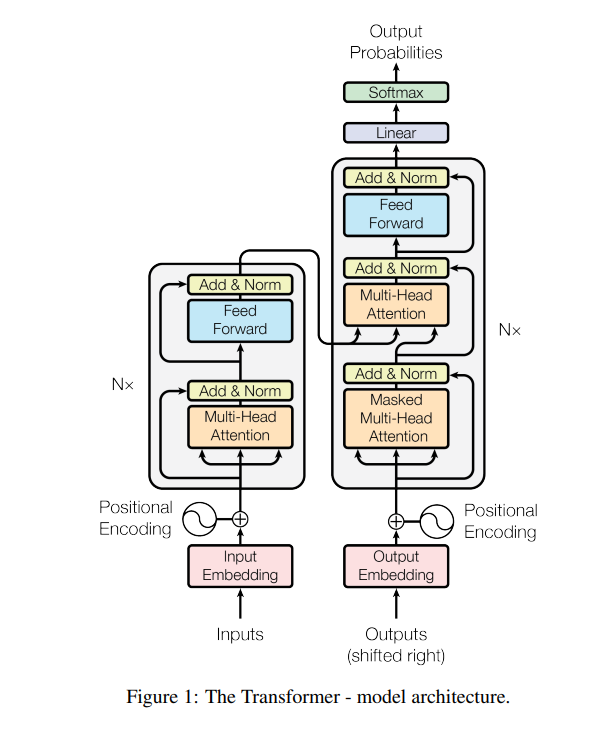 Output
Probabilities
Softmax
Linear
Add & Norm
Feed
Forward
Add & Norm
Multi-Head
Attention
Add & Norm
Masked
Multi-Head
Attention
N×
Add & Norm
Feed
Forward
Add & Norm
Multi-Head
Attention
N×
Positional
Encoding
Positional
Encoding
Input
Embedding
Output
Embedding
Inputs
Outputs
(shifted right)
Figure 1: The Transformer - model architecture.